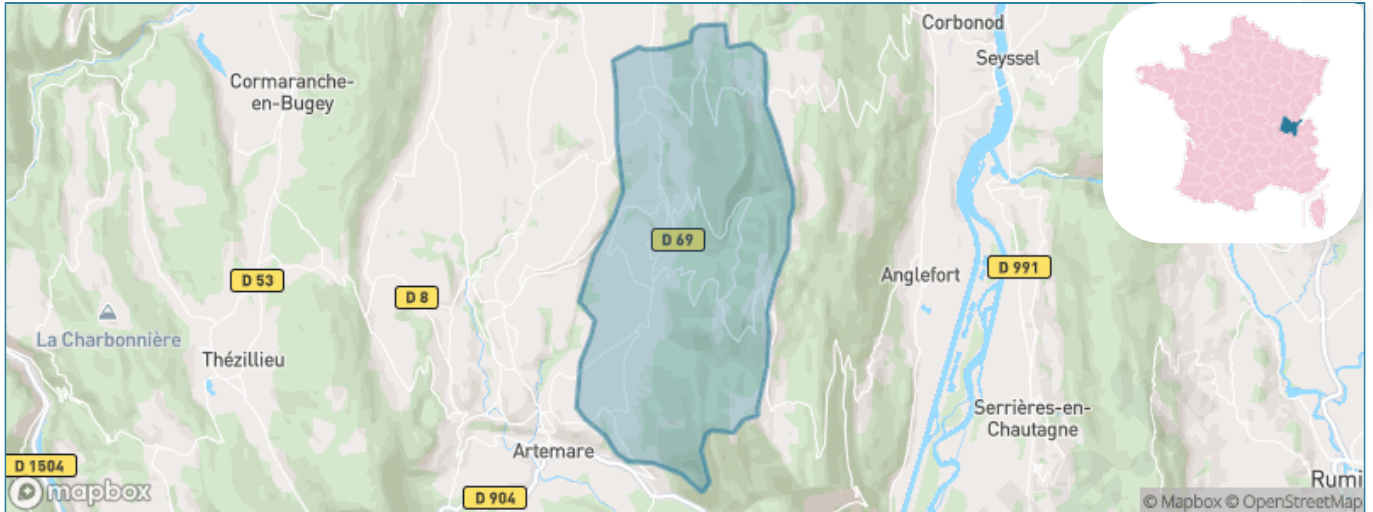 Corbonod
Seyssel
Cormaranche-
en-Bugey
D 69
D 53
D 8
Anglefort
D 991
La Charbonnière
Thézillieu
Serrières-en-
Chautagne
Artemare
D 1504
D 904
Rumi
mapbox
© Mapbox © OpenStreetMap